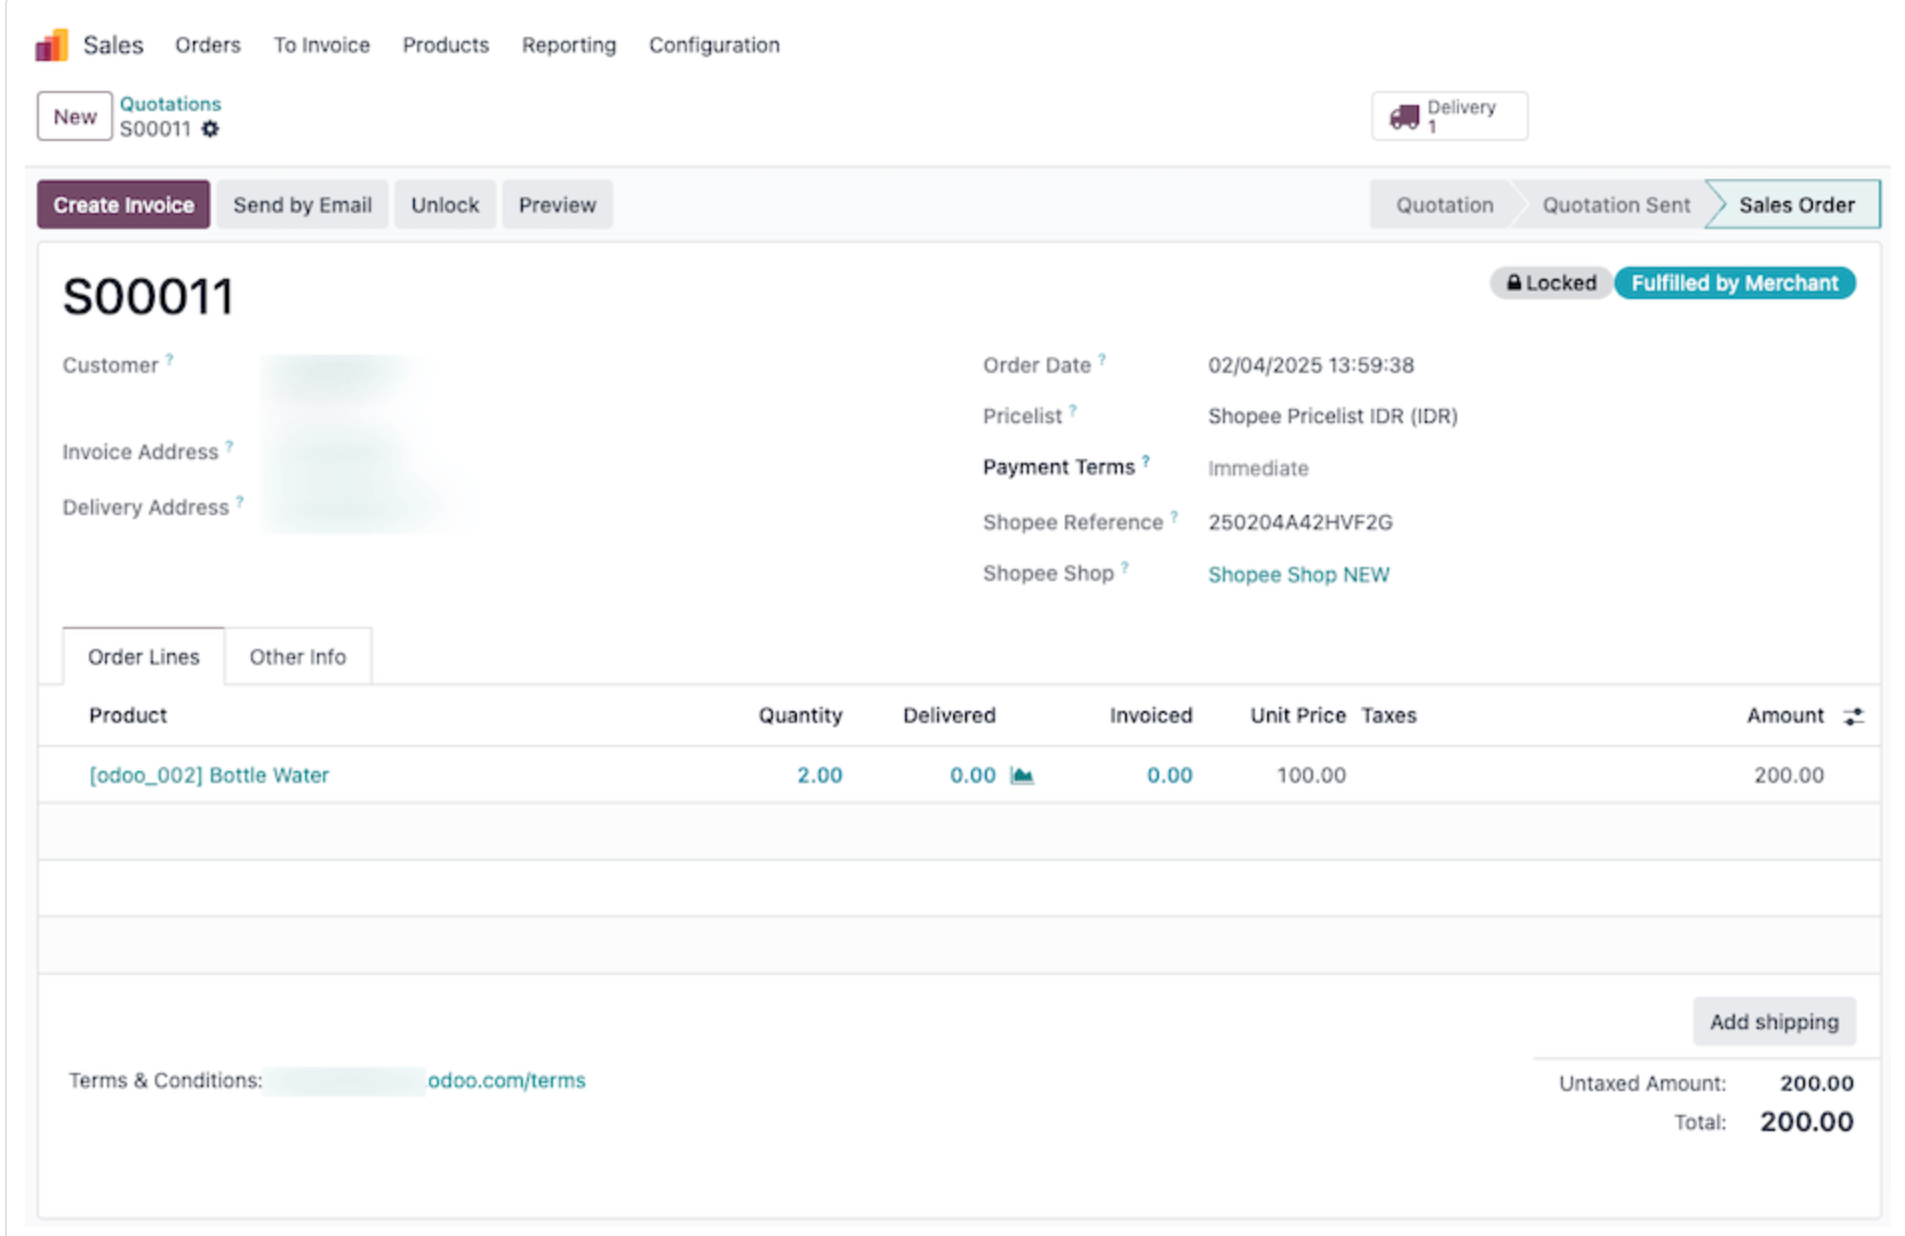 Sales Orders To Invoice Products Reporting Configuration
New Quotations
S00011
Delivery
1
Create Invoice Send by Email Unlock Preview Quotation Quotation Sent Sales Order
S00011
Locked Fulfilled by Merchant
Customer ? Order Date ? 02/04/2025 13:59:38
Pricelist ? Shopee Pricelist IDR (IDR)
Invoice Address ? Payment Terms ? Immediate
Delivery Address ? Shopee Reference ? 250204A42HVF2G
Shopee Shop ? Shopee Shop NEW
Order Lines Other Info
Product Quantity Delivered Invoiced Unit Price Taxes Amount
[odoo_002] Bottle Water 2.00 0.00 0.00 100.00 200.00
Add shipping
Terms & Conditions: .odoo.com/terms
Untaxed Amount: 200.00
Total: 200.00